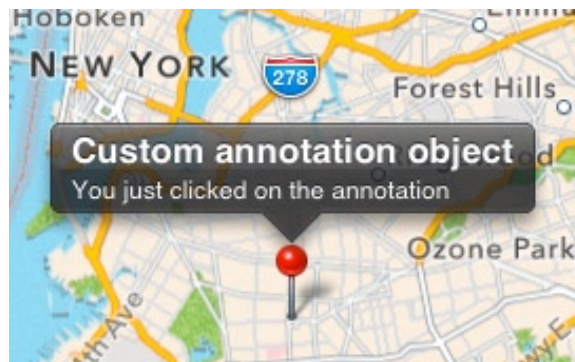 Hoboken
NEW YORK
278
Forest Hills
Custom annotation object
You just clicked on the annotation
Ozone Park